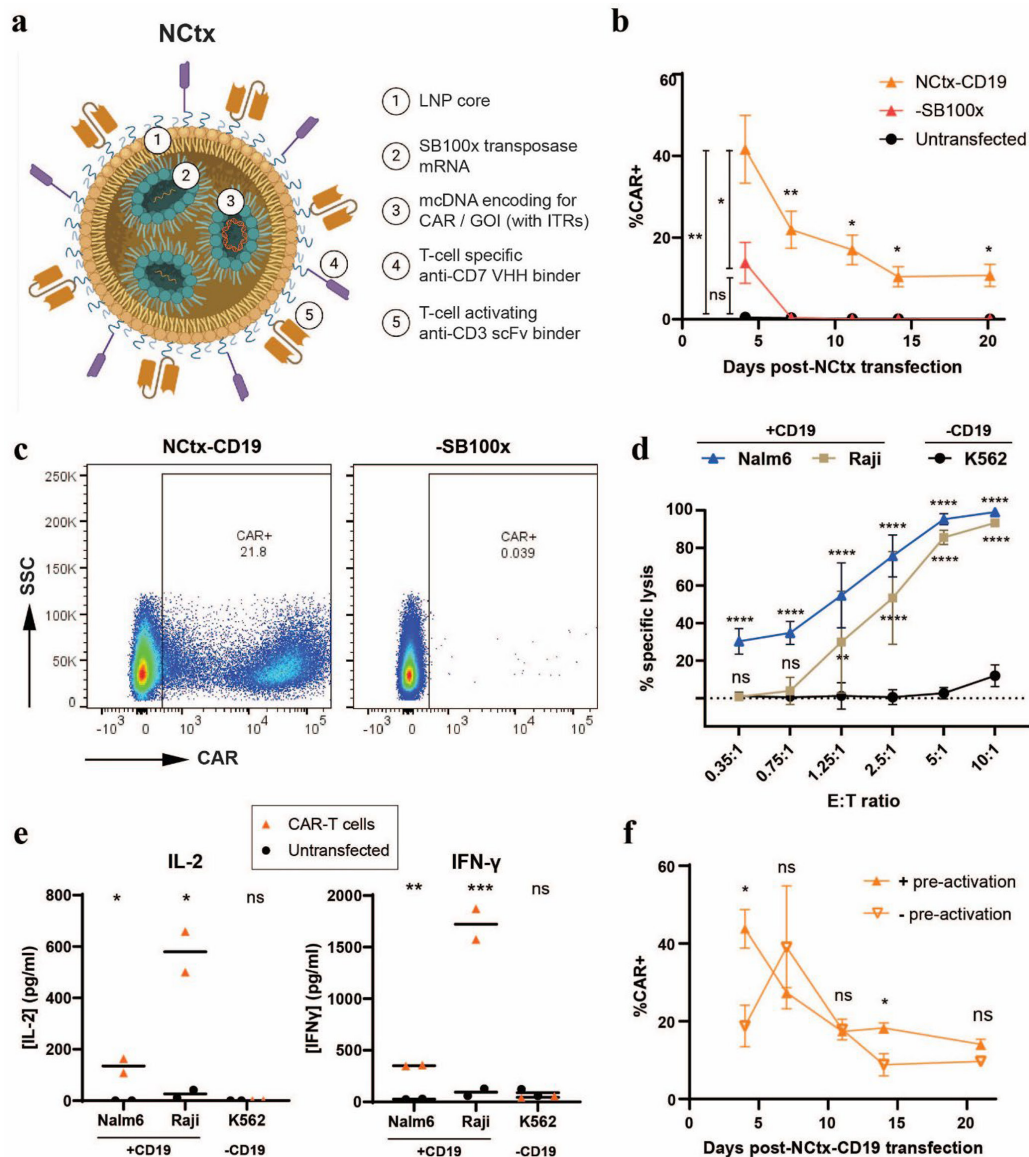 a
NCtx
1
2
3
4
5
1 LNP core
2 SB100x transposase
mRNA
3 mcDNA encoding for
CAR / GOI (with ITRs)
4 T-cell specific
anti-CD7 VHH binder
5 T-cell activating
anti-CD3 scFv binder
b
NCtx-CD19
-SB100x
Untransfected
%CAR+
60
40
20
0
** * ns
** * * *
0 5 10 15 20
Days post-NCtx transfection
c
NCtx-CD19 -SB100x
SSC
250K
200K
150K
100K
50K
0
CAR+
21.8
CAR+
0.039
-10³ 0 10³ 10⁴ 10⁵
-10³ 0 10³ 10⁴ 10⁵
CAR
d
+CD19 -CD19
Nalm6 Raji K562
% specific lysis
100
80
60
40
20
**** **** **** **** **** ****
ns ns ** **** **** ****
0.35:1 0.75:1 1.25:1 2.5:1 5:1 10:1
E:T ratio
e
CAR-T cells
Untransfected
IL-2
[IL-2] (pg/ml)
800
600
400
200
0
* * ns
Nalm6 Raji K562
+CD19 -CD19
IFN-γ
[IFNγ] (pg/ml)
2000
1500
1000
500
0
** *** ns
Nalm6 Raji K562
+CD19 -CD19
f
+ pre-activation
- pre-activation
%CAR+
60
40
20
0
* ns ns * ns
0 5 10 15 20
Days post-NCtx-CD19 transfection